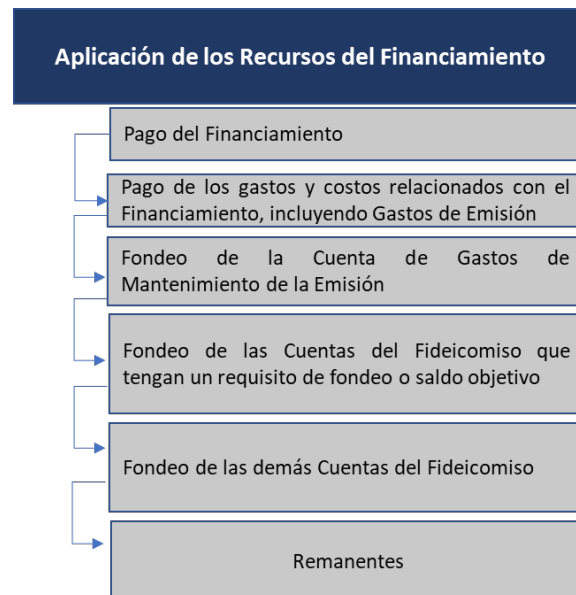 Aplicación de los Recursos del Financiamiento
Pago del Financiamiento
Pago de los gastos y costos relacionados con el
Financiamiento, incluyendo Gastos de Emisión
Fondeo de la Cuenta de Gastos de
Mantenimiento de la Emisión
Fondeo de las Cuentas del Fideicomiso que
tengan un requisito de fondeo o saldo objetivo
Fondeo de las demás Cuentas del Fideicomiso
Remanentes